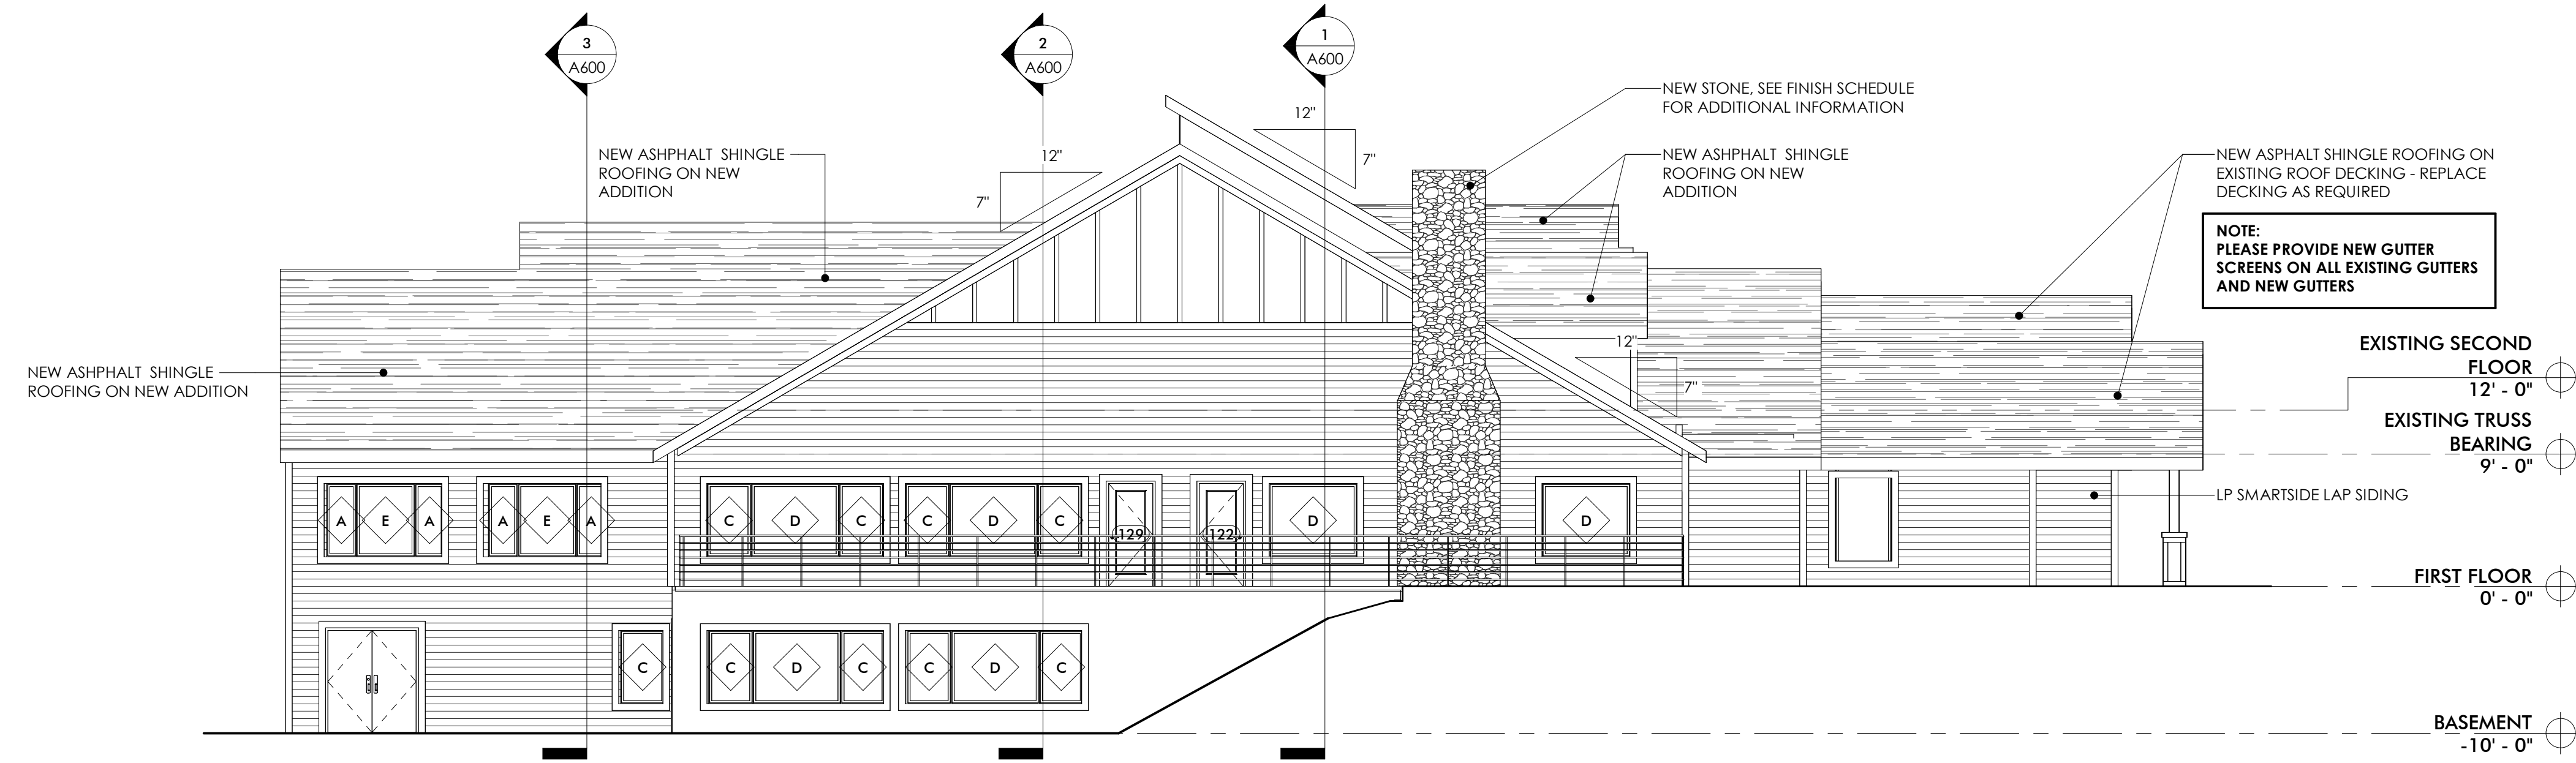 3
A600
2
A600
1
A600
NEW ASHPHALT SHINGLE
ROOFING ON NEW
ADDITION
12"
7"
12"
7"
NEW STONE, SEE FINISH SCHEDULE
FOR ADDITIONAL INFORMATION
NEW ASHPHALT SHINGLE
ROOFING ON NEW
ADDITION
NEW ASPHALT SHINGLE ROOFING ON
EXISTING ROOF DECKING - REPLACE
DECKING AS REQUIRED
NOTE:
PLEASE PROVIDE NEW GUTTER
SCREENS ON ALL EXISTING GUTTERS
AND NEW GUTTERS
NEW ASHPHALT SHINGLE
ROOFING ON NEW ADDITION
12"
7"
EXISTING SECOND
FLOOR
12' - 0"
EXISTING TRUSS
BEARING
9' - 0"
LP SMARTSIDE LAP SIDING
A E A A E A C D C C D C 129 122 D D
FIRST FLOOR
0' - 0"
C C D C C D C
BASEMENT
-10' - 0"